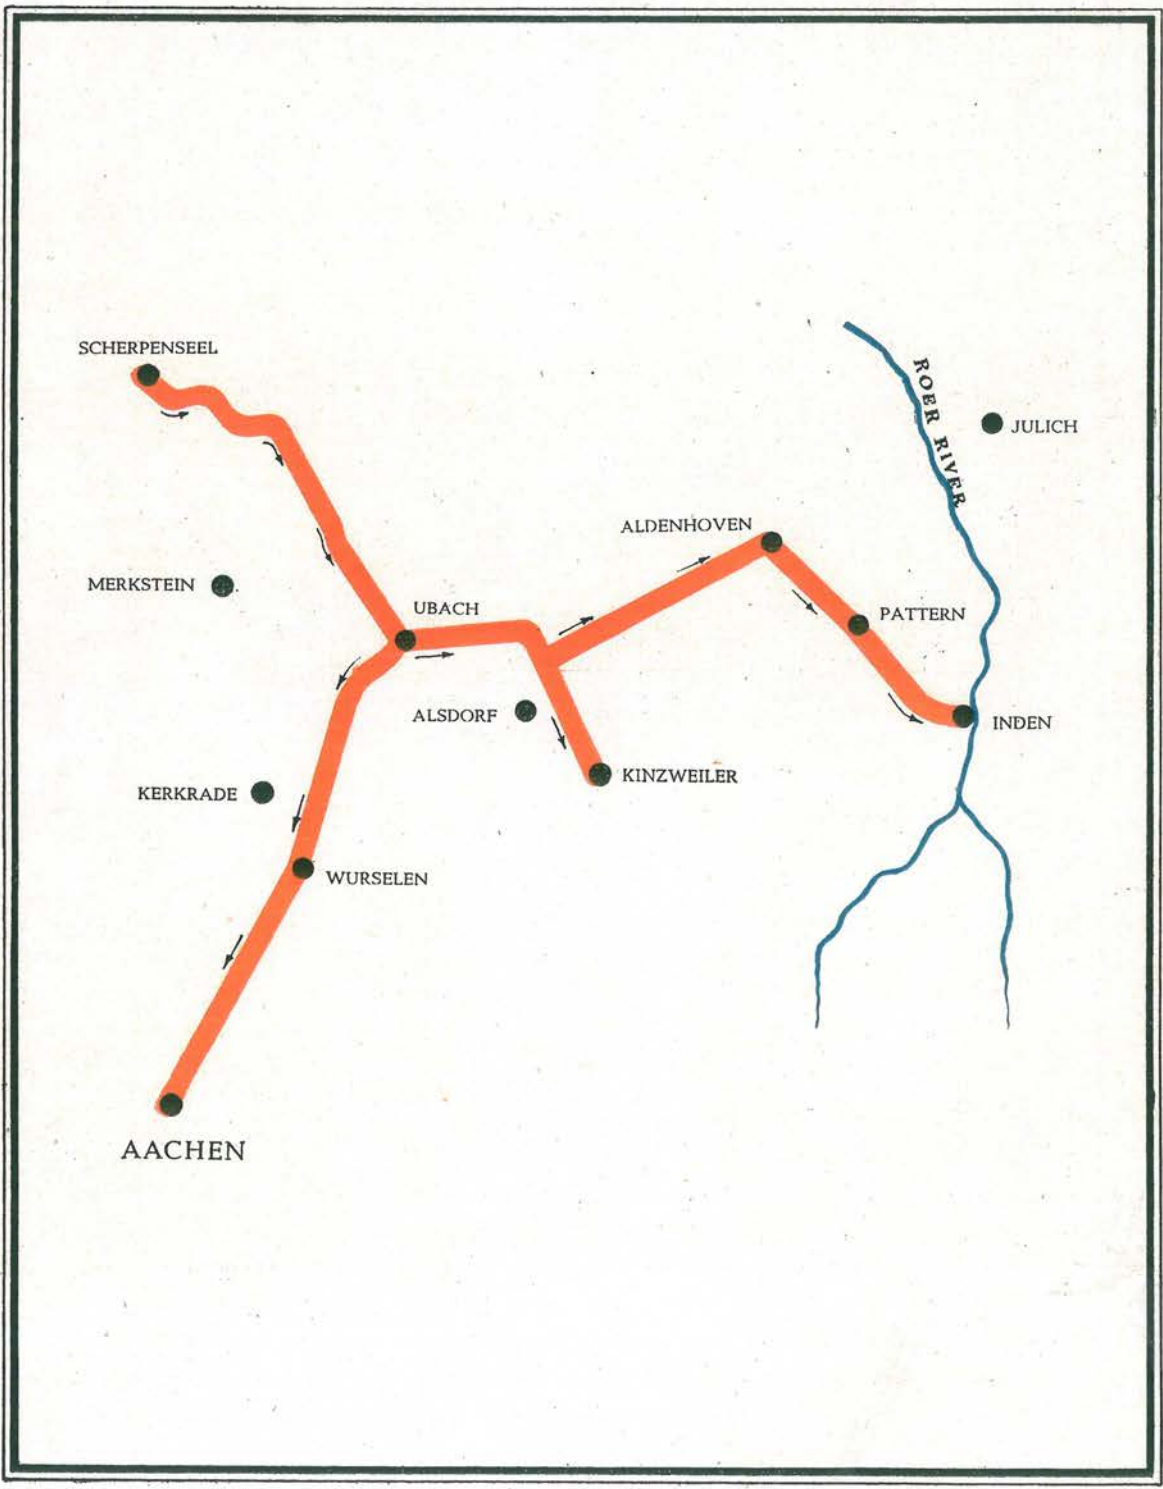 SCHERPENSEEL
ROER RIVER
JULICH
ALDENHOVEN
MERKSTEIN
UBACH
PATTERN
ALSDORF
INDEN
KINZWEILER
KERKRADE
WURSELEN
AACHEN